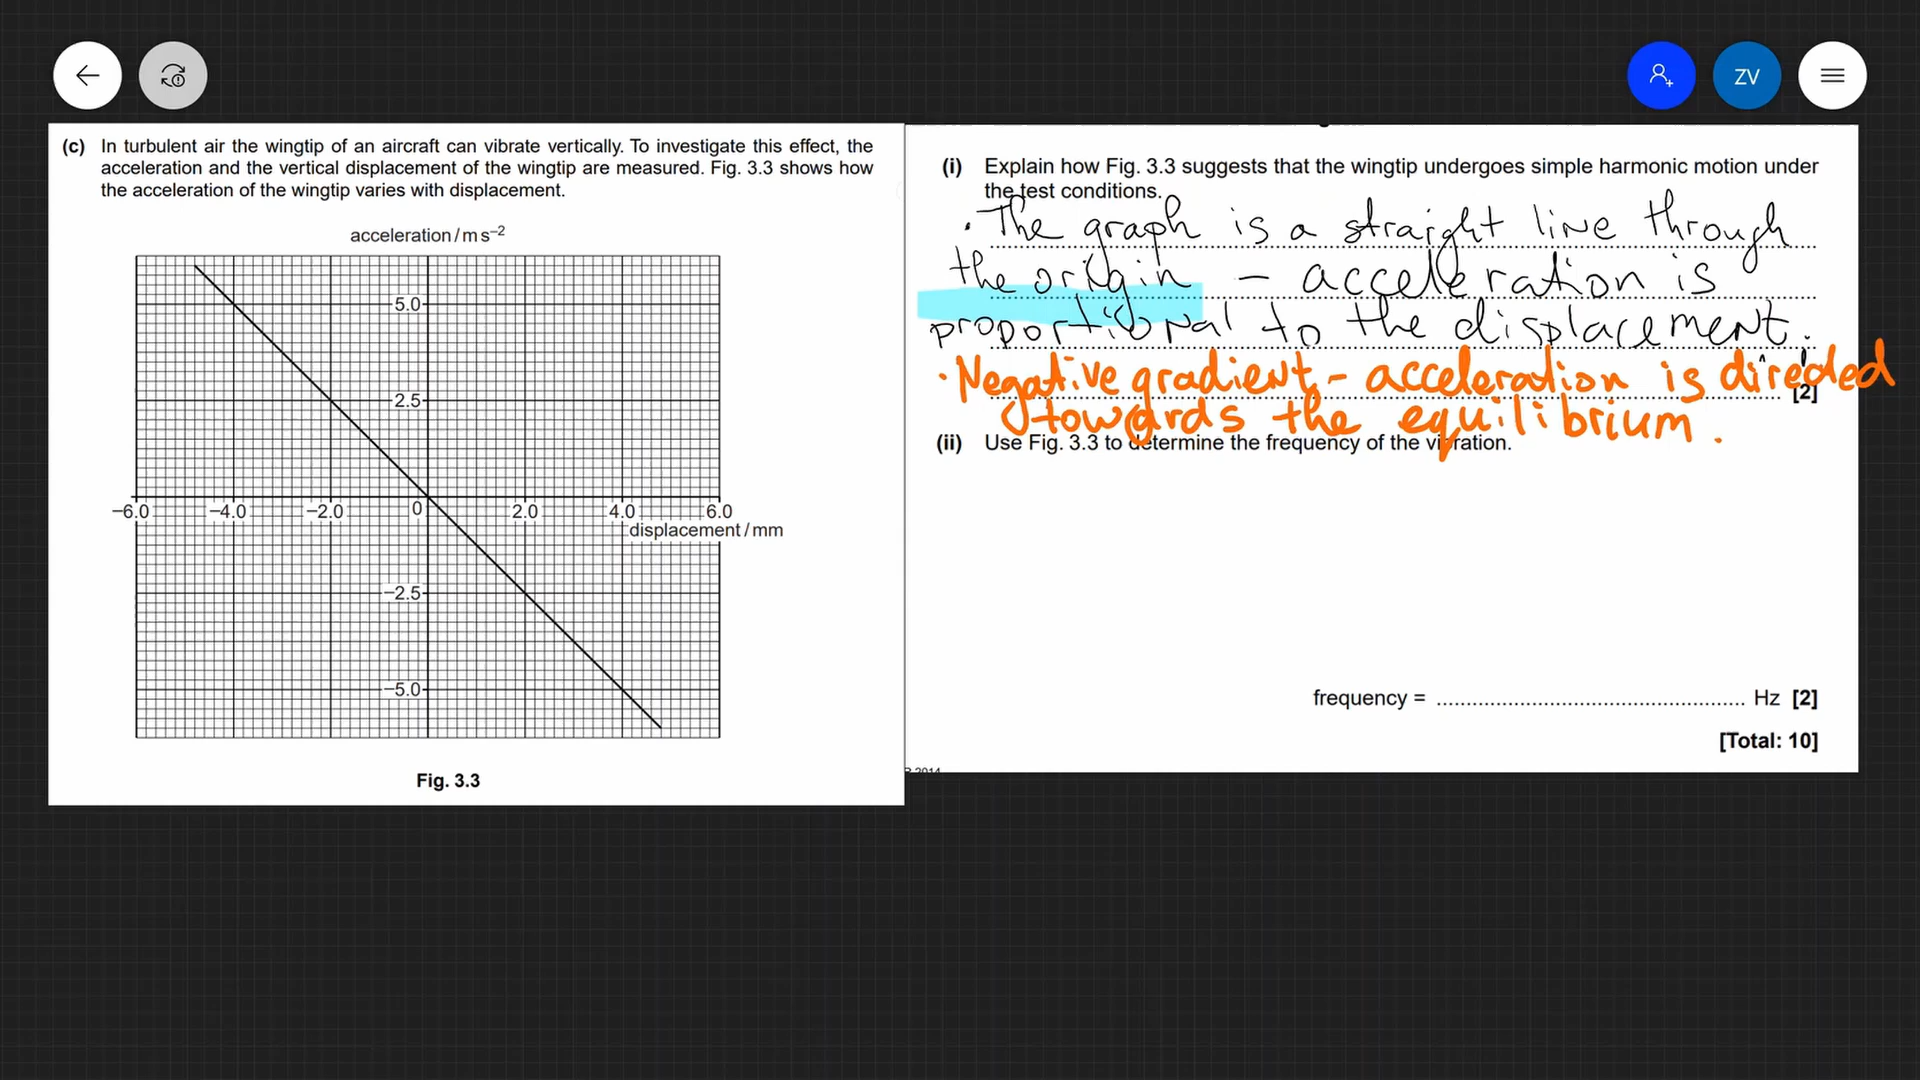 ZV
(c) In turbulent air the wingtip of an aircraft can vibrate vertically. To investigate this effect, the
acceleration and the vertical displacement of the wingtip are measured. Fig. 3.3 shows how
the acceleration of the wingtip varies with displacement.
acceleration / m s⁻²
5.0
2.5
−6.0 −4.0 −2.0 0 2.0 4.0 6.0
displacement / mm
−2.5
−5.0
Fig. 3.3
(i) Explain how Fig. 3.3 suggests that the wingtip undergoes simple harmonic motion under
the test conditions.
· The graph is a straight line through
the origin – acceleration is
proportional to the displacement.
· Negative gradient – acceleration is directed
[2]
towards the equilibrium.
(ii) Use Fig. 3.3 to determine the frequency of the vibration.
frequency = ................................................... Hz [2]
[Total: 10]
2014